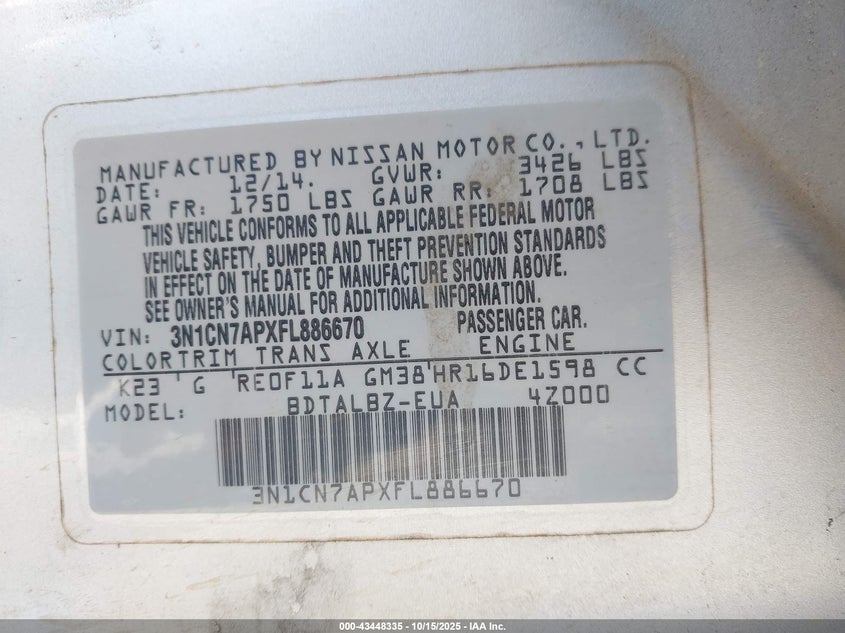 MANUFACTURED BY NISSAN MOTOR CO., LTD.
DATE: 12/14. GVWR: 3426 LBS
GAWR FR: 1750 LBS GAWR RR: 1708 LBS
THIS VEHICLE CONFORMS TO ALL APPLICABLE FEDERAL MOTOR
VEHICLE SAFETY, BUMPER AND THEFT PREVENTION STANDARDS
IN EFFECT ON THE DATE OF MANUFACTURE SHOWN ABOVE.
SEE OWNER'S MANUAL FOR ADDITIONAL INFORMATION.
VIN: 3N1CN7APXFL886670 PASSENGER CAR.
COLORTRIM TRANS AXLE ENGINE
K23 'G 'RE0F11A GM38'HR16DE1598 CC
MODEL: BDTALBZ-EUA 4Z000
3N1CN7APXFL886670
000-43448335 - 10/15/2025 - IAA Inc.